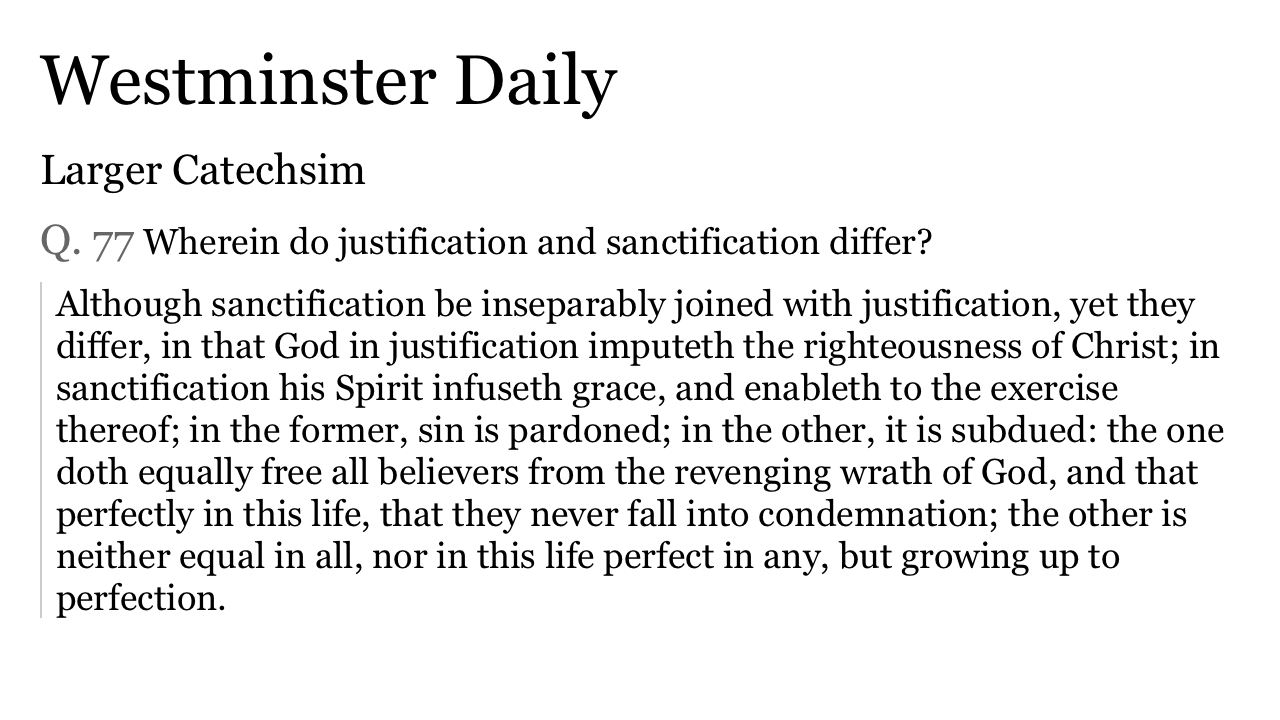 Westminster Daily
Larger Catechsim
Q. 77 Wherein do justification and sanctification differ?
Although sanctification be inseparably joined with justification, yet they
differ, in that God in justification imputeth the righteousness of Christ; in
sanctification his Spirit infuseth grace, and enableth to the exercise
thereof; in the former, sin is pardoned; in the other, it is subdued: the one
doth equally free all believers from the revenging wrath of God, and that
perfectly in this life, that they never fall into condemnation; the other is
neither equal in all, nor in this life perfect in any, but growing up to
perfection.